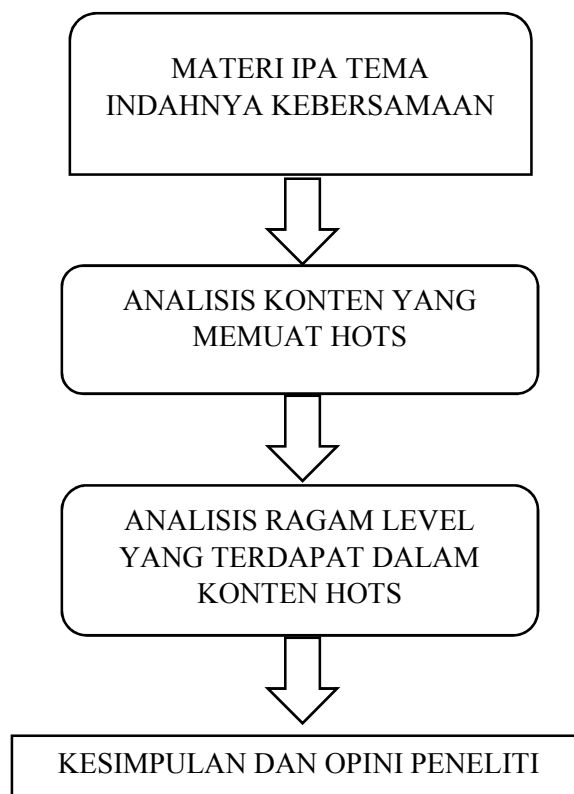 MATERI IPA TEMA
INDAHNYA KEBERSAMAAN
ANALISIS KONTEN YANG
MEMUAT HOTS
ANALISIS RAGAM LEVEL
YANG TERDAPAT DALAM
KONTEN HOTS
KESIMPULAN DAN OPINI PENELITI